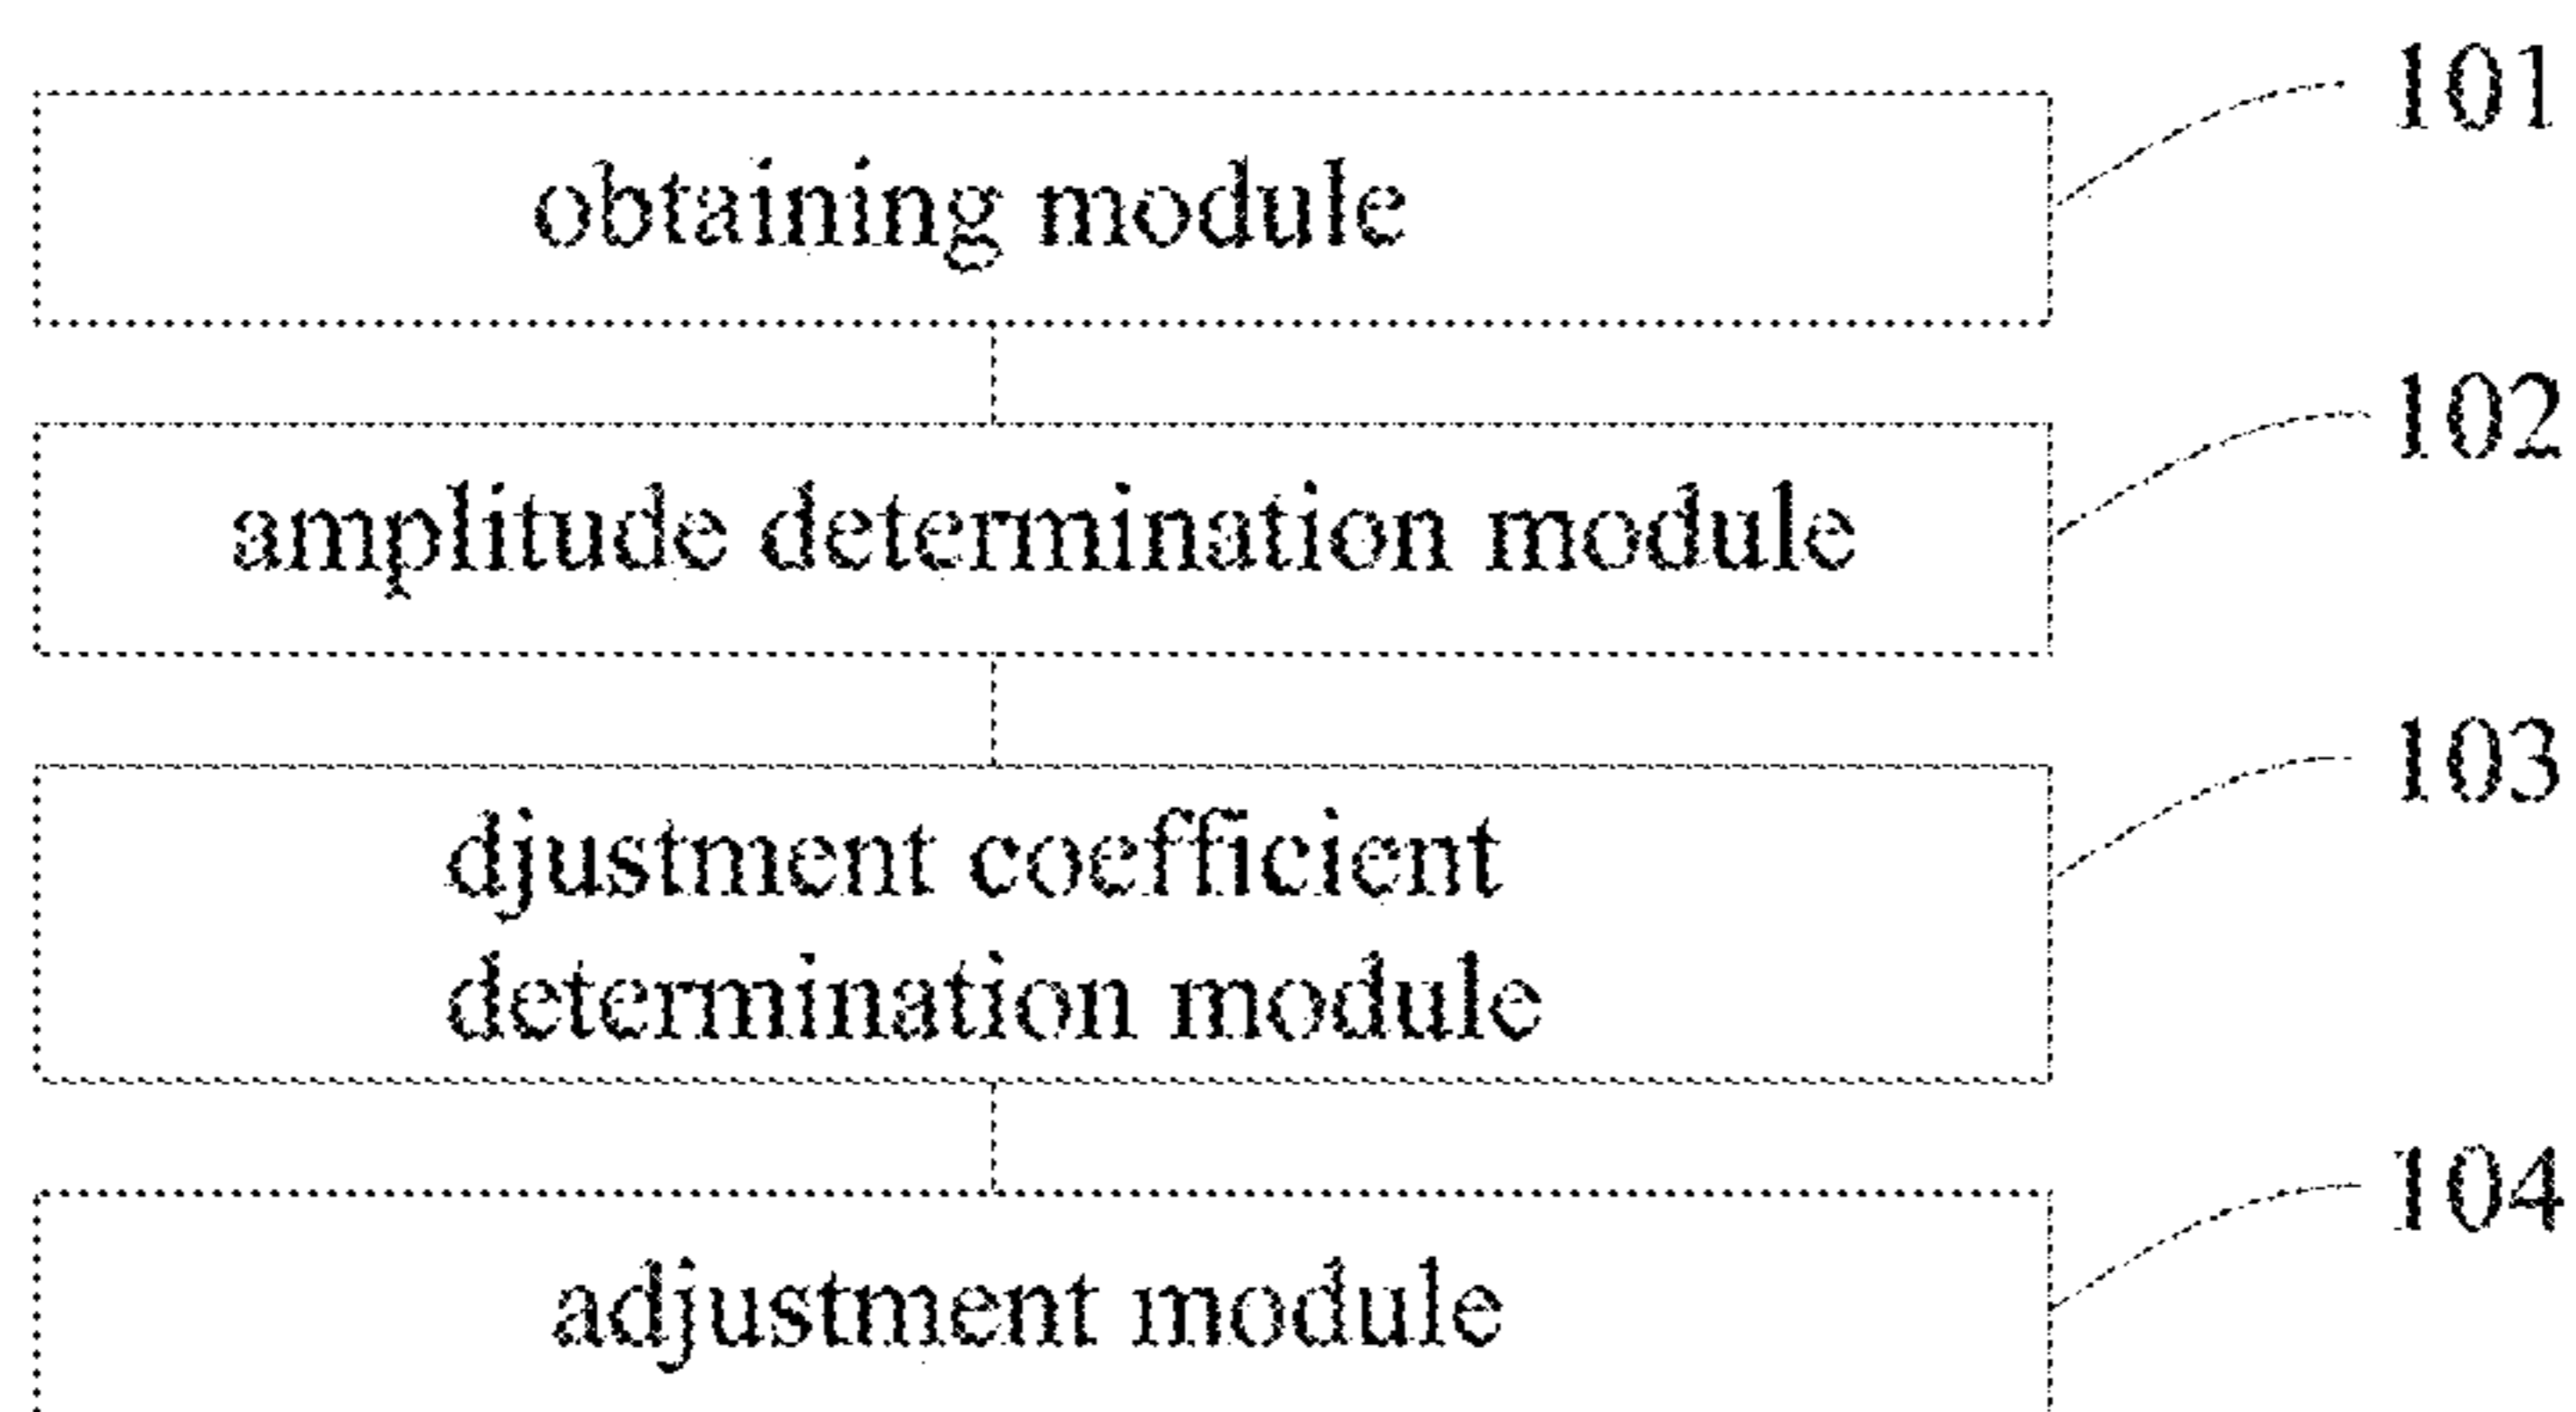 101
obtaining module
102
amplitude determination module
103
djustment coefficient
determination module
104
adjustment module